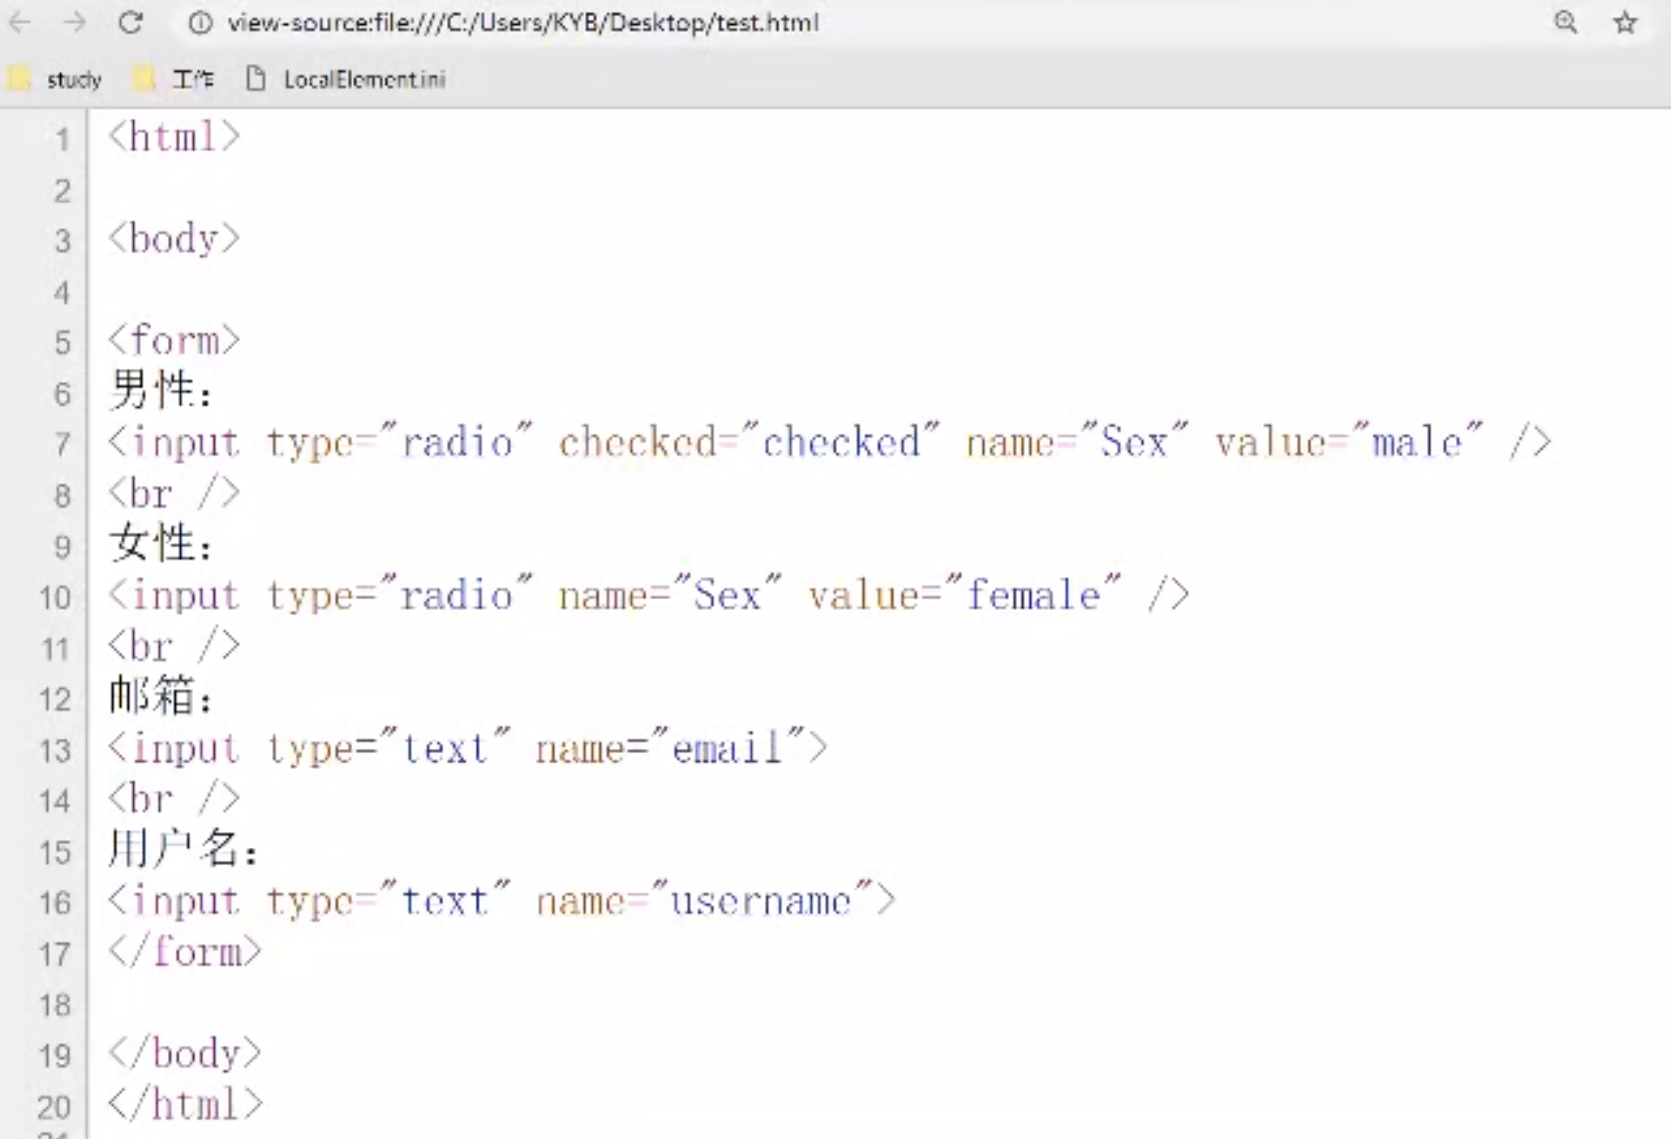 view-source:file:///C:/Users/KYB/Desktop/test.html
study 工作 LocalElement.ini
1 <html>
2
3 <body>
4
5 <form>
6 男性：
7 <input type="radio" checked="checked" name="Sex" value="male" />
8 <br />
9 女性：
10 <input type="radio" name="Sex" value="female" />
11 <br />
12 邮箱：
13 <input type="text" name="email">
14 <br />
15 用户名：
16 <input type="text" name="username">
17 </form>
18
19 </body>
20 </html>